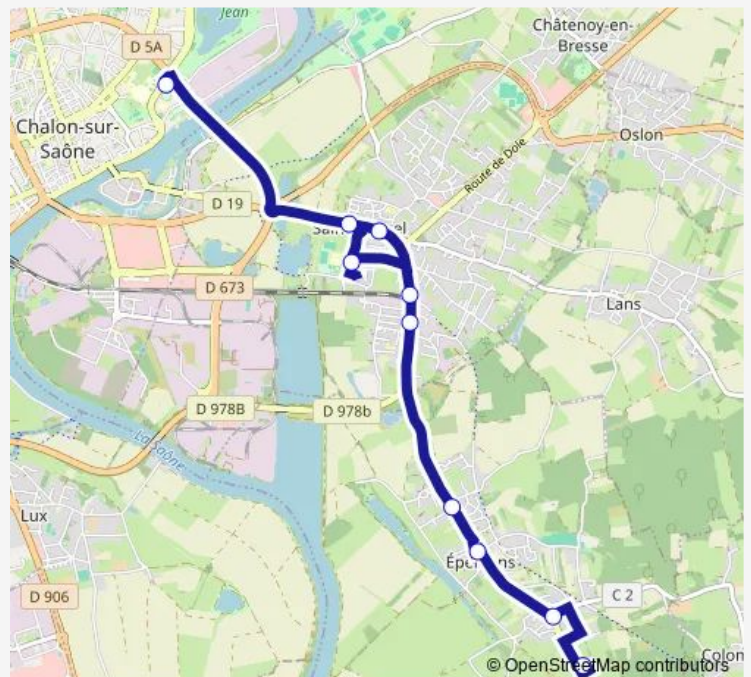 Jean
Châtenoy-en-
Bresse
D 5A
Chalon-sur-
Saône
Oslon
Route de Dole
D 19
D 673
Lans
D 978B
D 978b
La Saône
Lux
D 906
C 2
© OpenStreetMap contributors